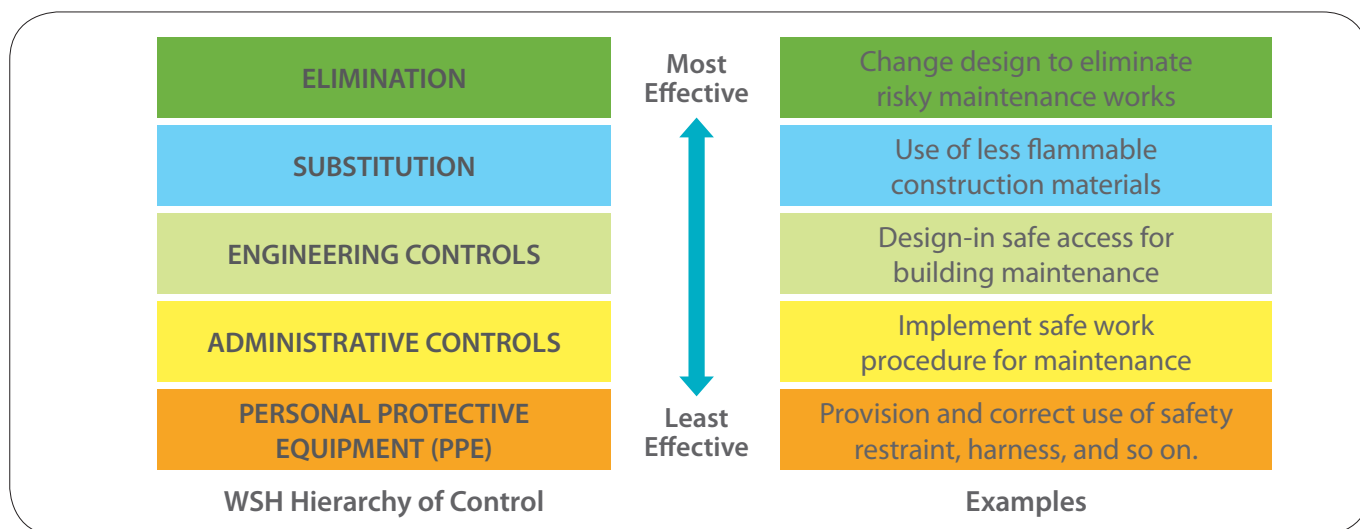 ELIMINATION
Most
Effective
Change design to eliminate
risky maintenance works
SUBSTITUTION
Use of less flammable
construction materials
ENGINEERING CONTROLS
Design-in safe access for
building maintenance
ADMINISTRATIVE CONTROLS
Implement safe work
procedure for maintenance
PERSONAL PROTECTIVE
EQUIPMENT (PPE)
Least
Effective
Provision and correct use of safety
restraint, harness, and so on.
WSH Hierarchy of Control
Examples